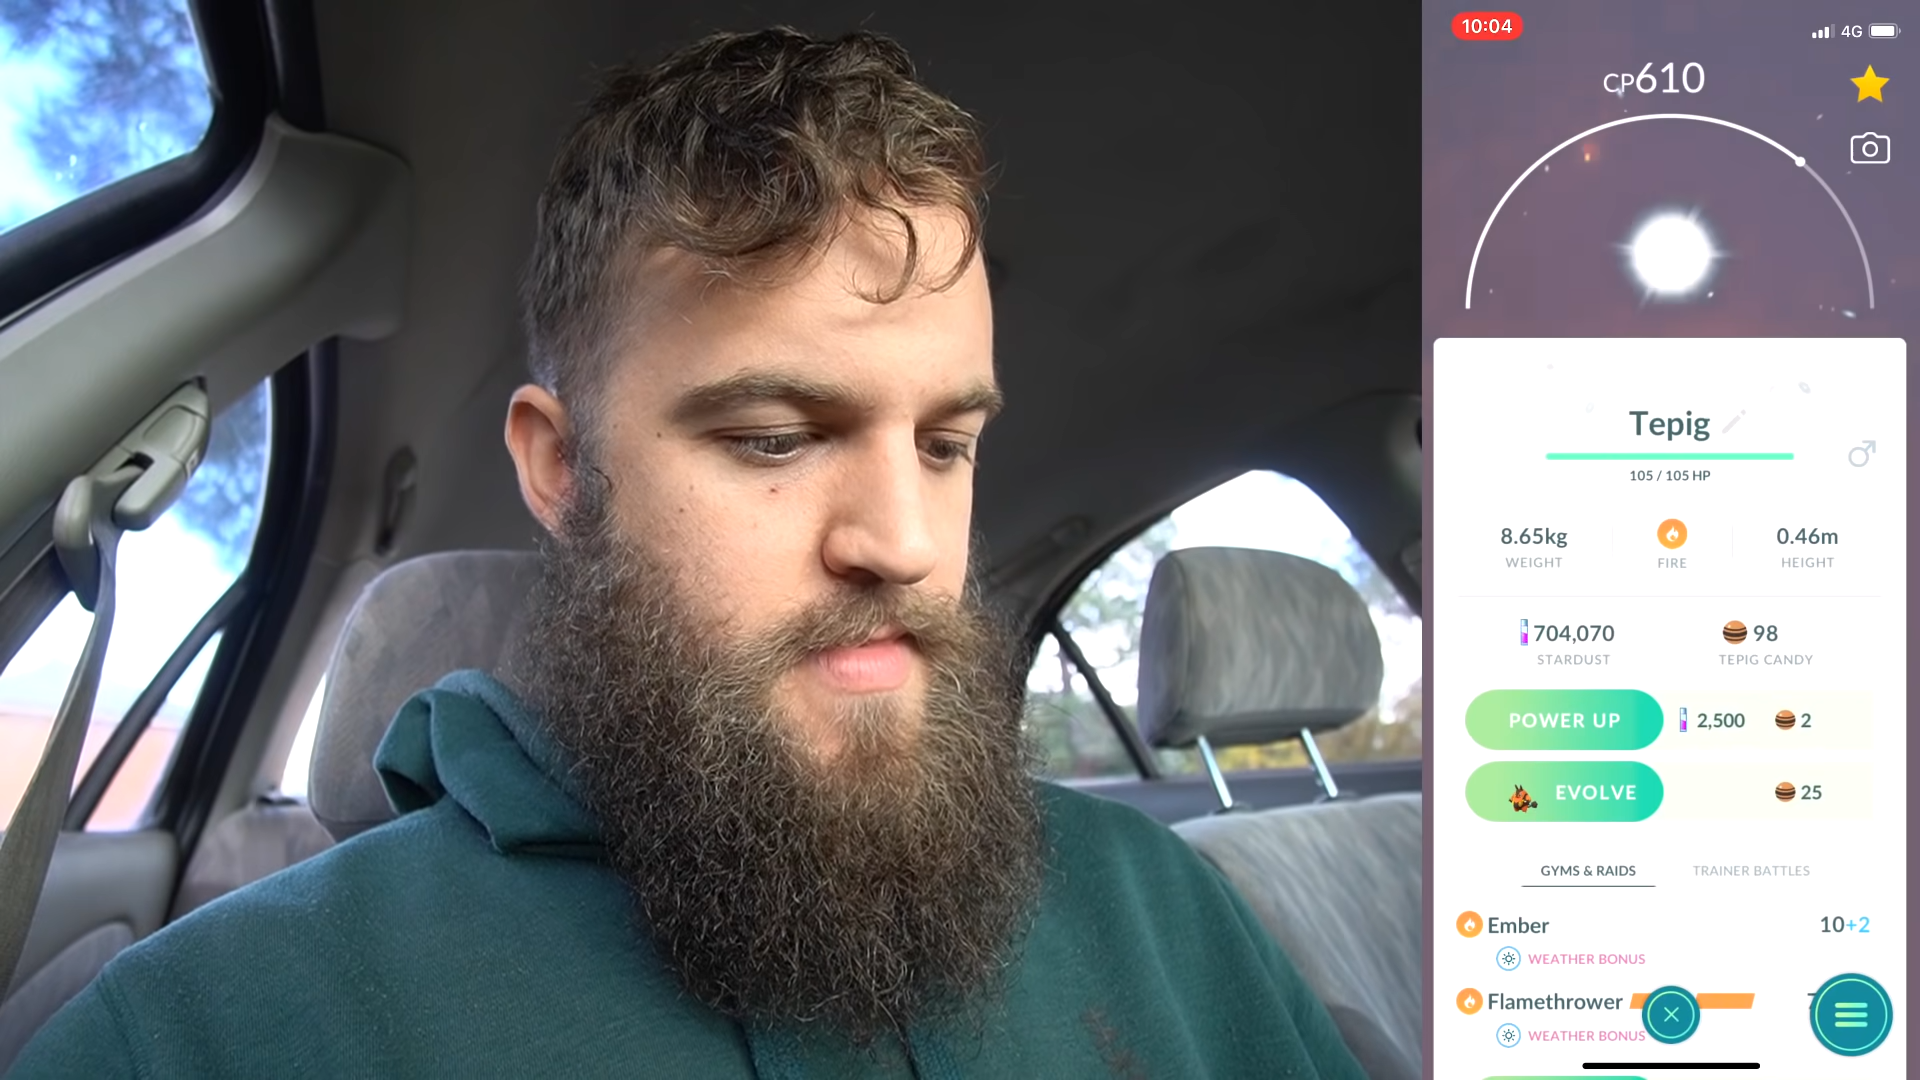 10:04
4G
CP610
Tepig
105 / 105 HP
8.65kg
WEIGHT
FIRE
0.46m
HEIGHT
704,070
STARDUST
98
TEPIG CANDY
POWER UP 2,500 2
EVOLVE 25
GYMS & RAIDS TRAINER BATTLES
Ember 10+2
WEATHER BONUS
Flamethrower
WEATHER BONUS